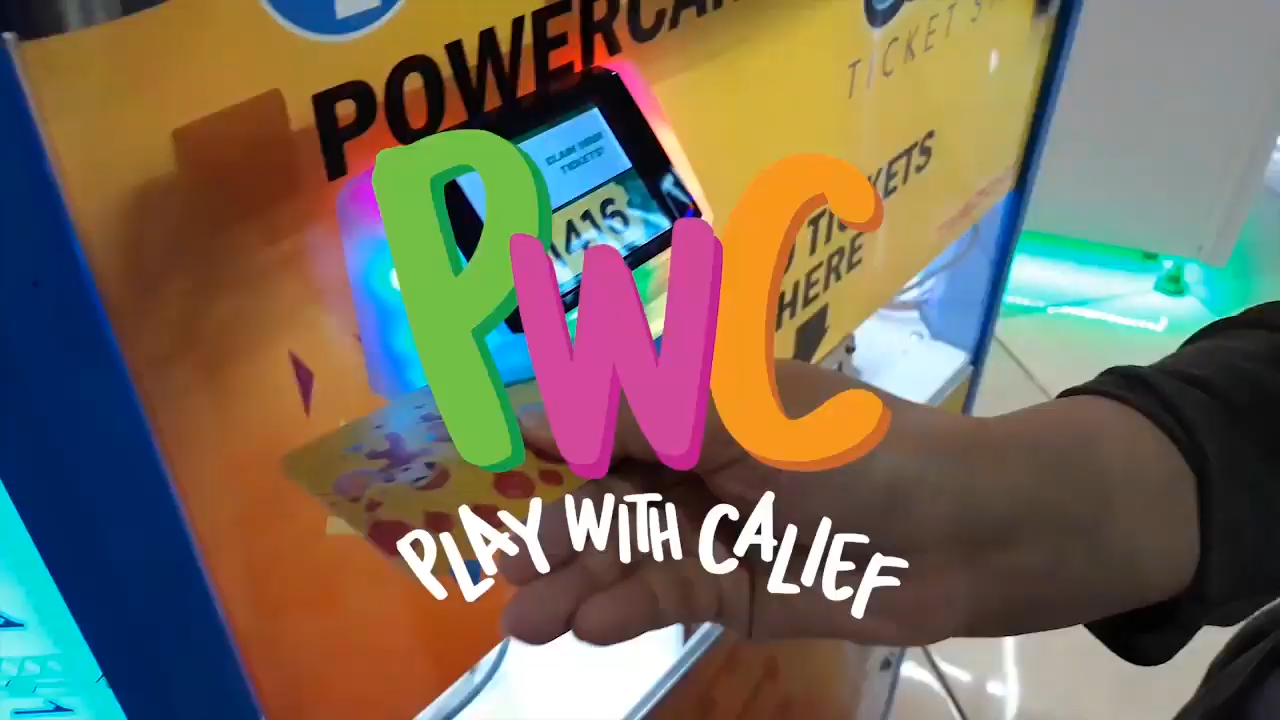 POWERCA
TICKET S
CLAIM YOUR
TICKETS!
1416
TICKETS
HERE
PWC
PLAY WITH CALIEF